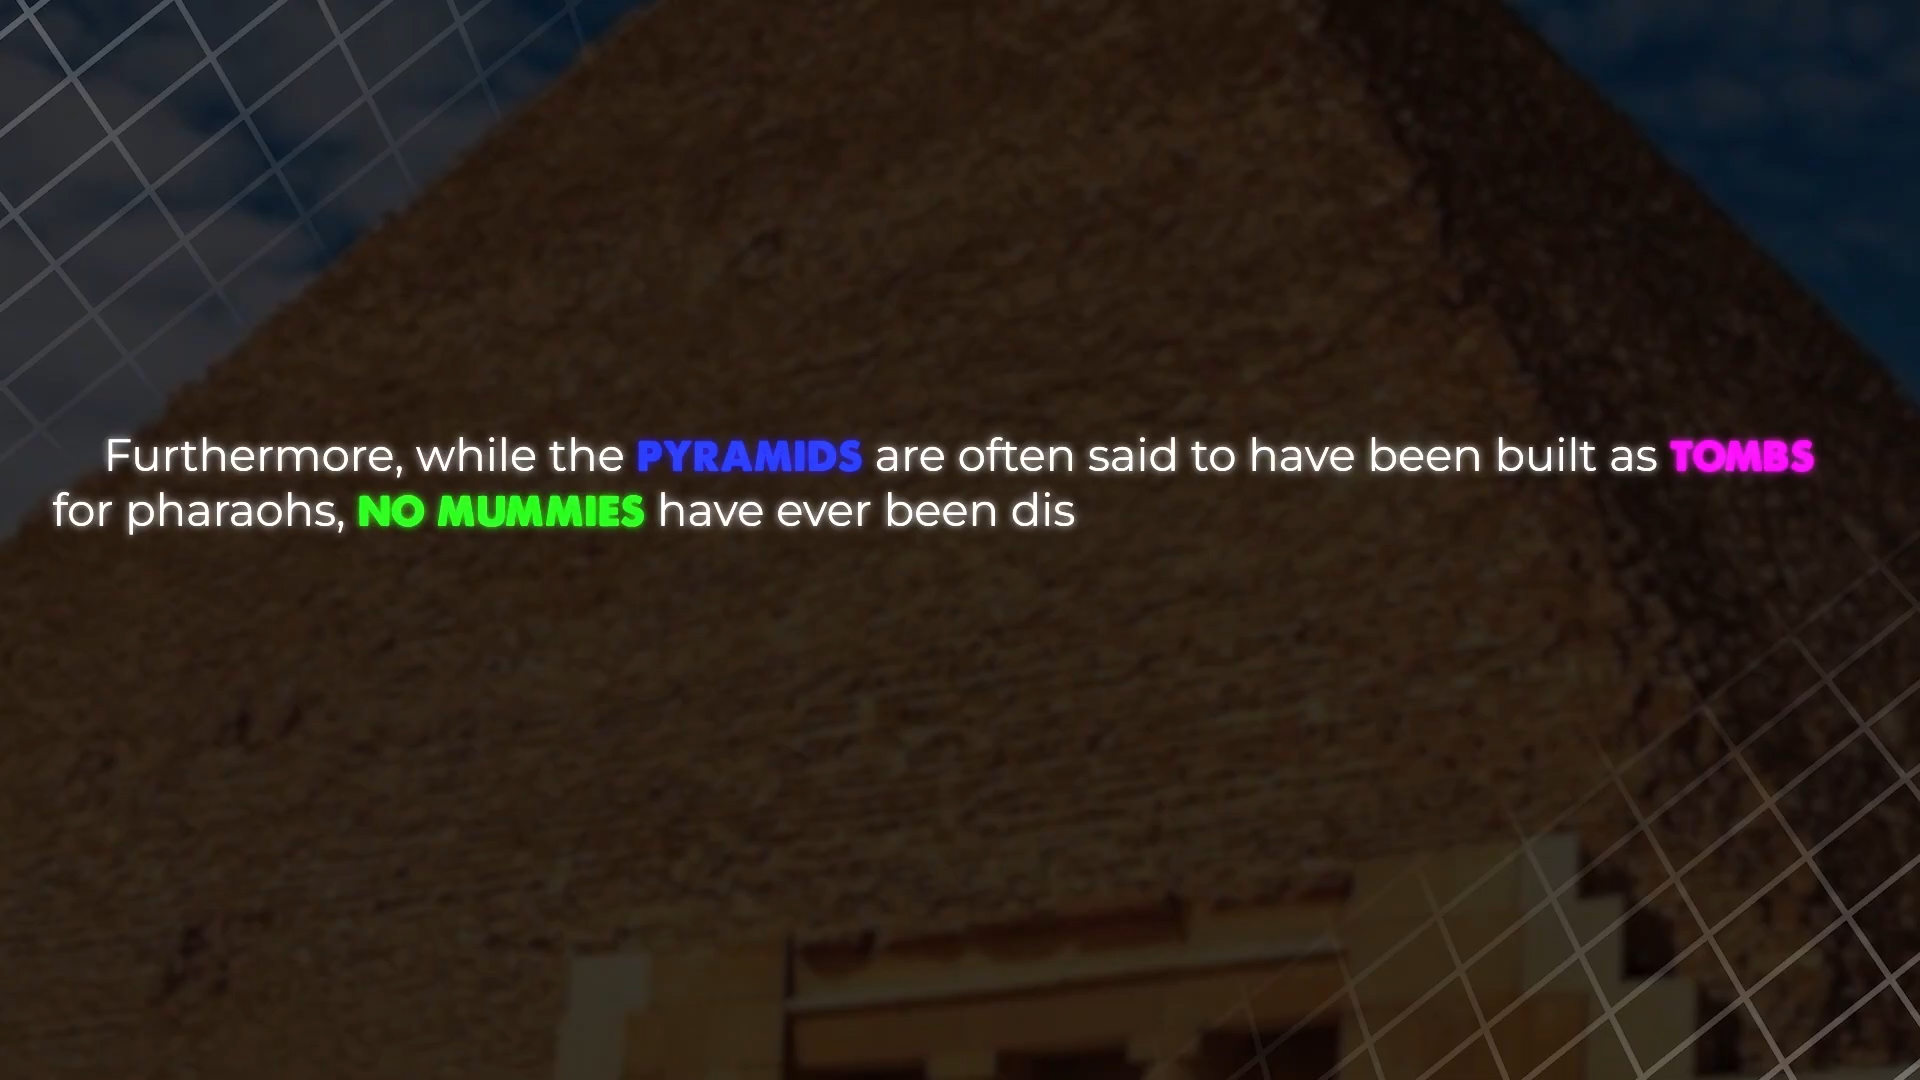 Furthermore, while the PYRAMIDS are often said to have been built as TOMBS
for pharaohs, NO MUMMIES have ever been dis